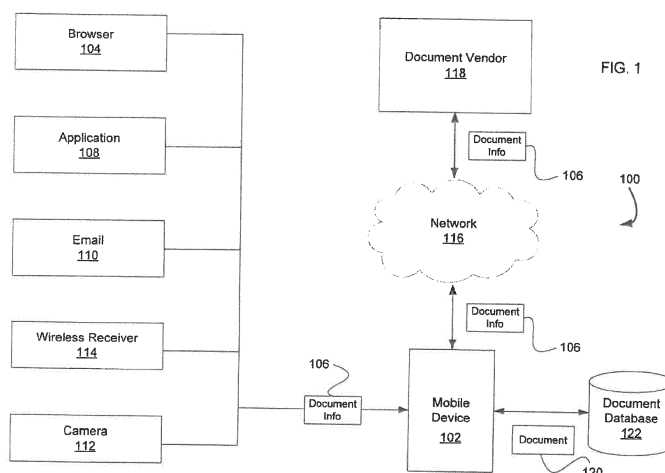 Browser
104
Application
108
Email
110
Wireless Receiver
114
Camera
112
Document Vendor
118
FIG. 1
Document
Info
106
100
Network
116
Document
Info
106
106
Document
Info
Mobile
Device
102
Document
Database
122
Document
120